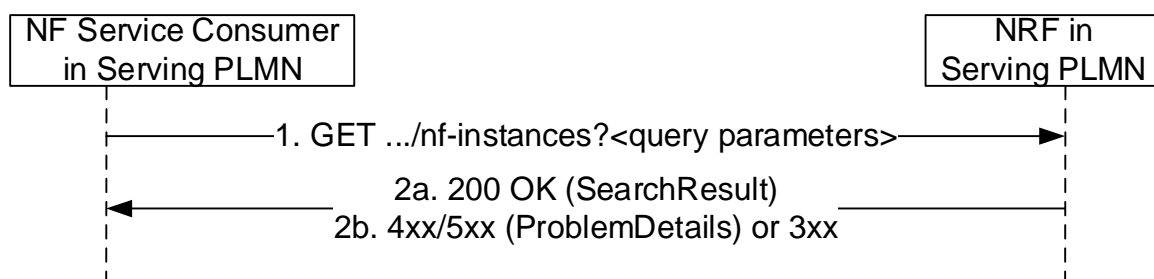 NF Service Consumer
in Serving PLMN
NRF in
Serving PLMN
1. GET .../nf-instances?<query parameters>
2a. 200 OK (SearchResult)
2b. 4xx/5xx (ProblemDetails) or 3xx